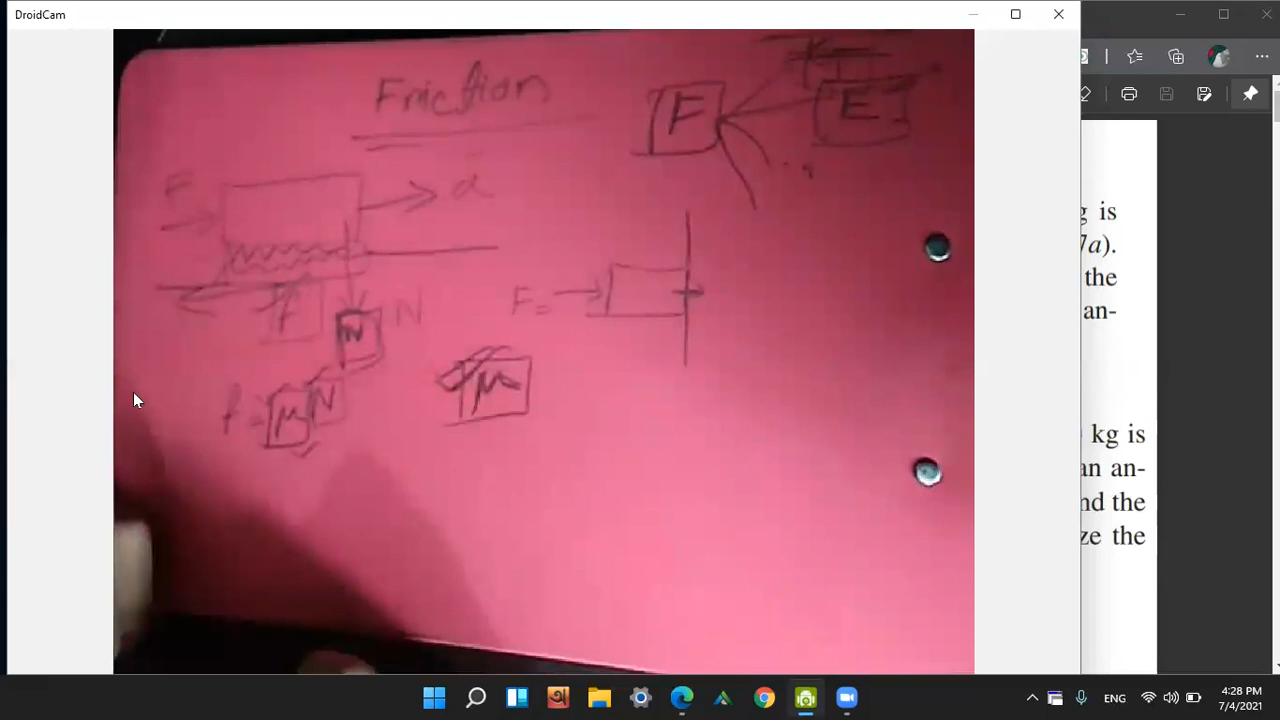 DroidCam
Friction
F
E
F
a
f
N
N
F=
f = μN
μ
g is
7a).
the
an-
kg is
an an-
nd the
ze the
ENG
4:28 PM
7/4/2021